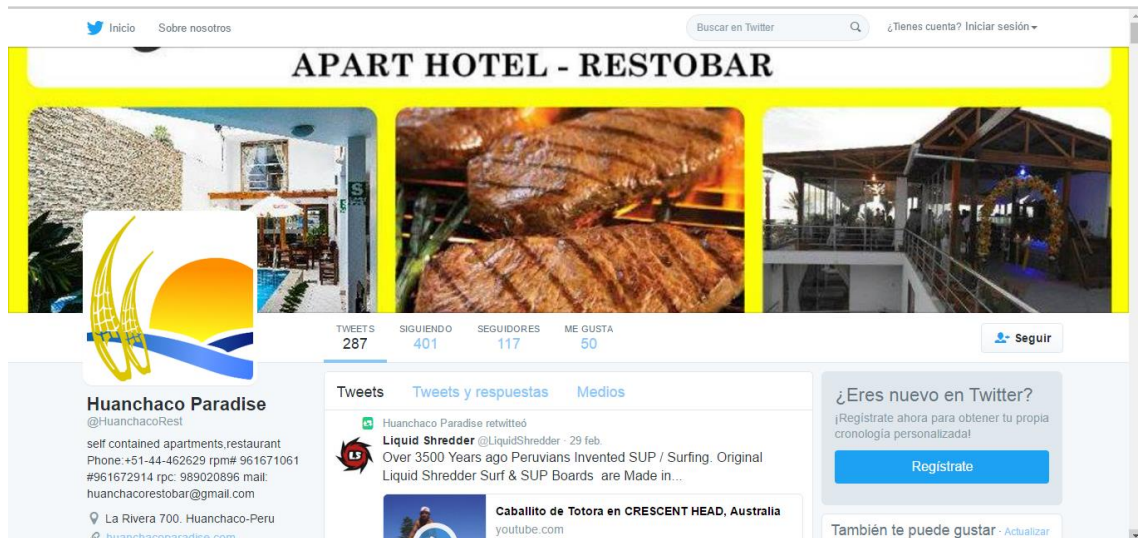 Inicio Sobre nosotros
Buscar en Twitter
¿Tienes cuenta? Iniciar sesión
APART HOTEL - RESTOBAR
S
TWEETS SIGUIENDO SEGUIDORES ME GUSTA
287 401 117 50
Seguir
Huanchaco Paradise
@HuanchacoRest
self contained apartments,restaurant
Phone:+51-44-462629 rpm# 961671061
#961672914 rpc: 989020896 mail:
huanchacorestobar@gmail.com
La Rivera 700. Huanchaco-Peru
huanchacoparadise.com
Tweets Tweets y respuestas Medios
Huanchaco Paradise retwitteó
LS
Liquid Shredder @LiquidShredder · 29 feb.
Over 3500 Years ago Peruvians Invented SUP / Surfing. Original
Liquid Shredder Surf & SUP Boards are Made in...
Caballito de Totora en CRESCENT HEAD, Australia
youtube.com
¿Eres nuevo en Twitter?
¡Regístrate ahora para obtener tu propia
cronología personalizada!
Regístrate
También te puede gustar · Actualizar